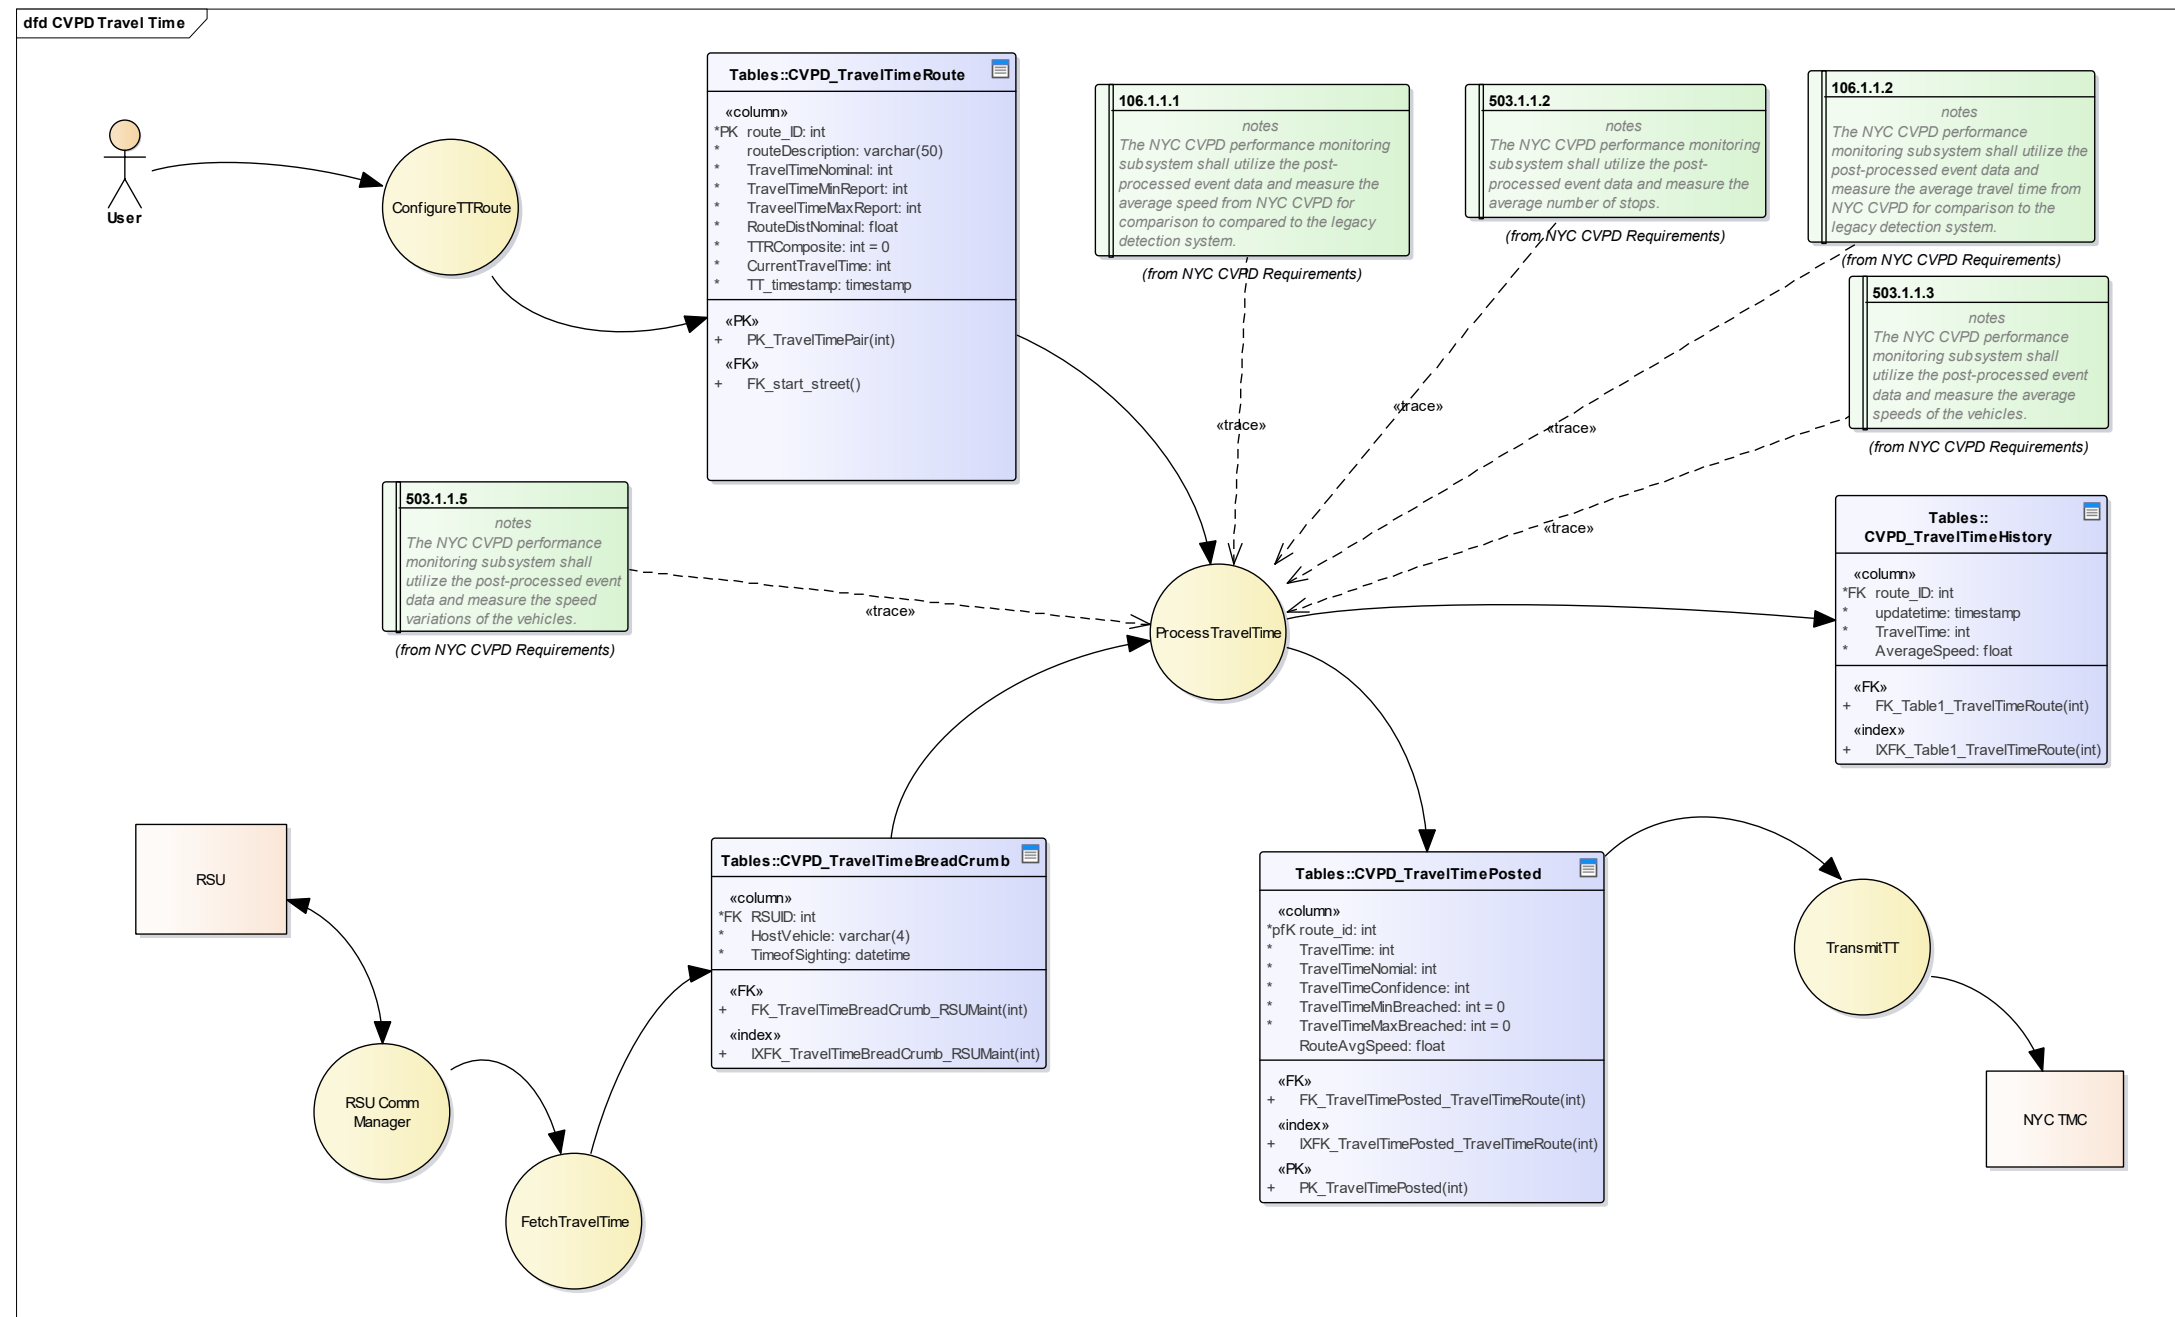 dfd CVPD Travel Time
User
ConfigureTTRoute
Tables::CVPD_TravelTimeRoute
«column»
*PK route_ID: int
* routeDescription: varchar(50)
* TravelTimeNominal: int
* TravelTimeMinReport: int
* TraveelTimeMaxReport: int
* RouteDistNominal: float
* TTRComposite: int = 0
* CurrentTravelTime: int
* TT_timestamp: timestamp
«PK»
+ PK_TravelTimePair(int)
«FK»
+ FK_start_street()
106.1.1.1
notes
The NYC CVPD performance monitoring
subsystem shall utilize the post-
processed event data and measure the
average speed from NYC CVPD for
comparison to compared to the legacy
detection system.
(from NYC CVPD Requirements)
503.1.1.2
notes
The NYC CVPD performance monitoring
subsystem shall utilize the post-
processed event data and measure the
average number of stops.
(from NYC CVPD Requirements)
106.1.1.2
notes
The NYC CVPD performance
monitoring subsystem shall utilize the
post-processed event data and
measure the average travel time from
NYC CVPD for comparison to the
legacy detection system.
(from NYC CVPD Requirements)
503.1.1.3
notes
The NYC CVPD performance
monitoring subsystem shall
utilize the post-processed event
data and measure the average
speeds of the vehicles.
(from NYC CVPD Requirements)
«trace»
«trace»
«trace»
«trace»
503.1.1.5
notes
The NYC CVPD performance
monitoring subsystem shall
utilize the post-processed event
data and measure the speed
variations of the vehicles.
(from NYC CVPD Requirements)
«trace»
ProcessTravelTime
Tables::
CVPD_TravelTimeHistory
«column»
*FK route_ID: int
* updatetime: timestamp
* TravelTime: int
* AverageSpeed: float
«FK»
+ FK_Table1_TravelTimeRoute(int)
«index»
+ IXFK_Table1_TravelTimeRoute(int)
RSU
RSU Comm
Manager
FetchTravelTime
Tables::CVPD_TravelTimeBreadCrumb
«column»
*FK RSUID: int
* HostVehicle: varchar(4)
* TimeofSighting: datetime
«FK»
+ FK_TravelTimeBreadCrumb_RSUMaint(int)
«index»
+ IXFK_TravelTimeBreadCrumb_RSUMaint(int)
Tables::CVPD_TravelTimePosted
«column»
*pfK route_id: int
* TravelTime: int
* TravelTimeNomial: int
* TravelTimeConfidence: int
* TravelTimeMinBreached: int = 0
* TravelTimeMaxBreached: int = 0
RouteAvgSpeed: float
«FK»
+ FK_TravelTimePosted_TravelTimeRoute(int)
«index»
+ IXFK_TravelTimePosted_TravelTimeRoute(int)
«PK»
+ PK_TravelTimePosted(int)
TransmitTT
NYC TMC